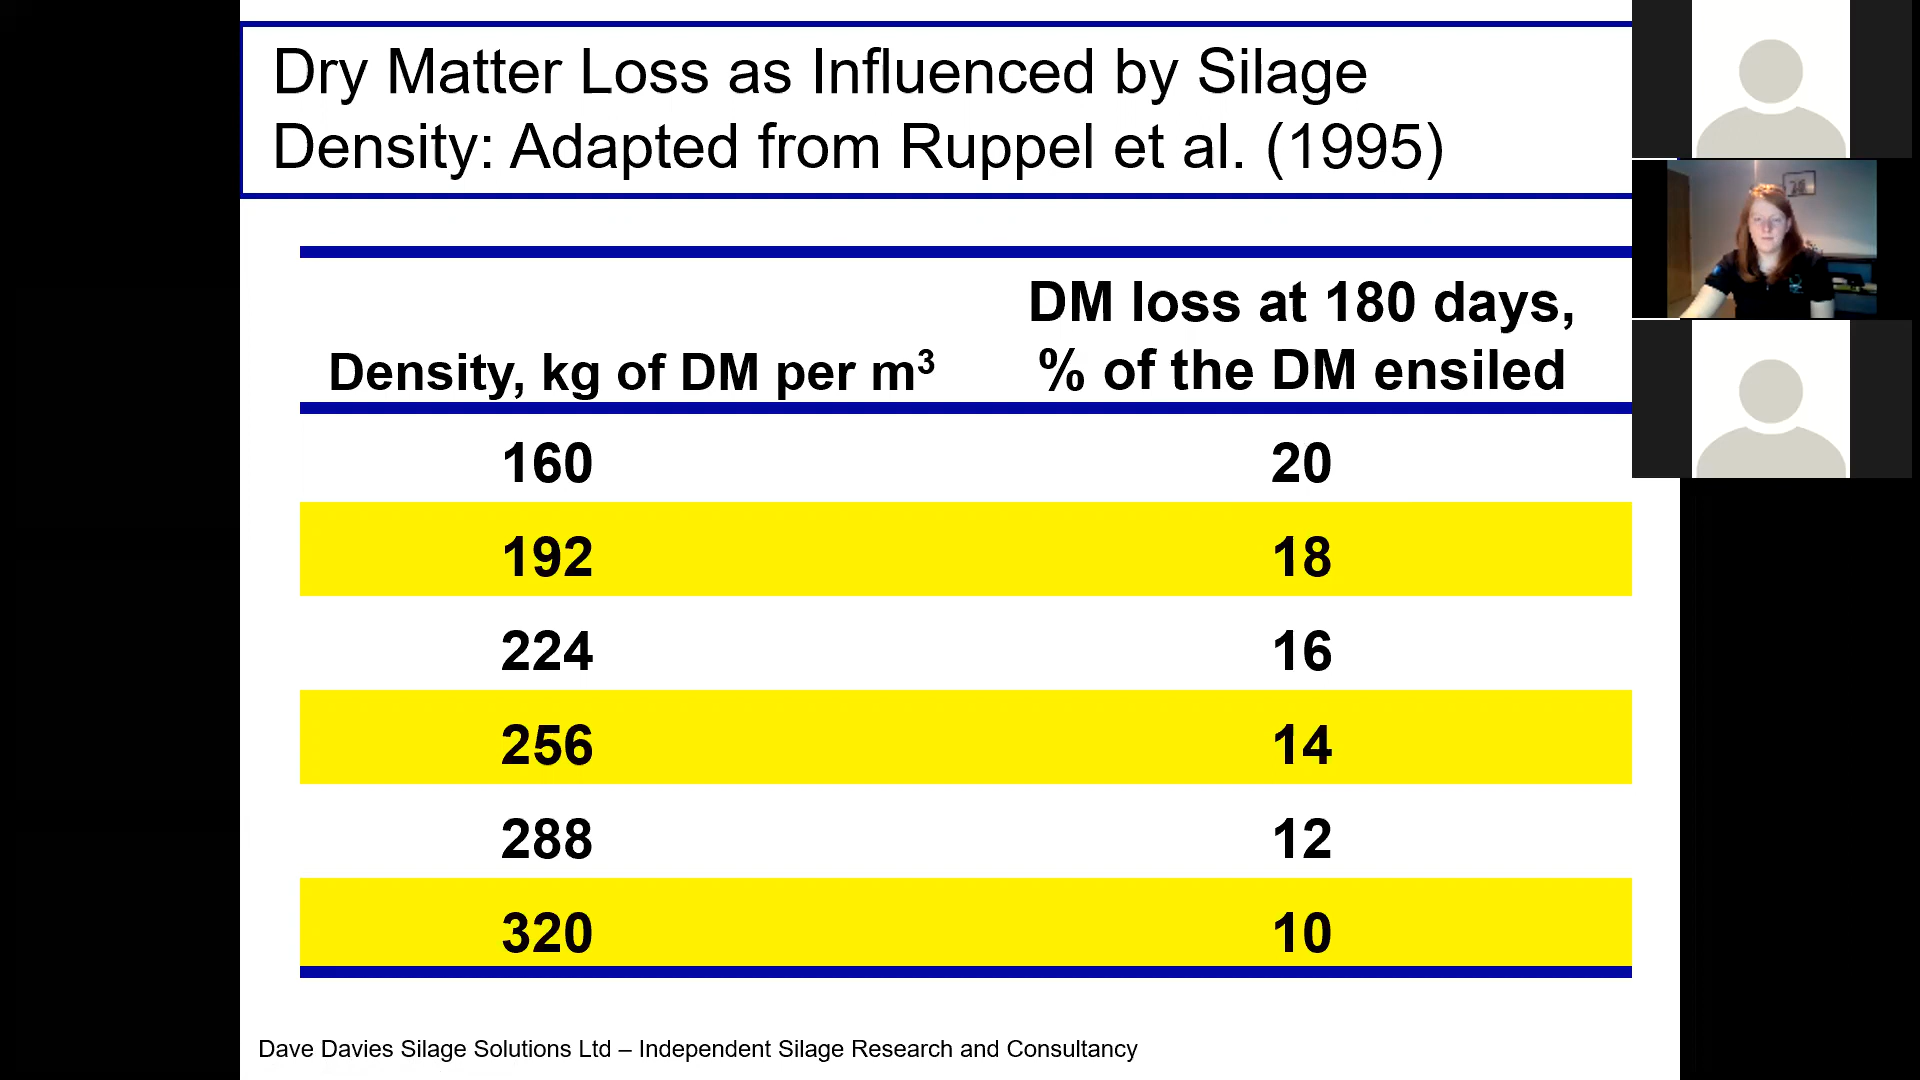 Dry Matter Loss as Influenced by Silage
Density: Adapted from Ruppel et al. (1995)
Density, kg of DM per m³
DM loss at 180 days,
% of the DM ensiled
160 20
192 18
224 16
256 14
288 12
320 10
Dave Davies Silage Solutions Ltd – Independent Silage Research and Consultancy